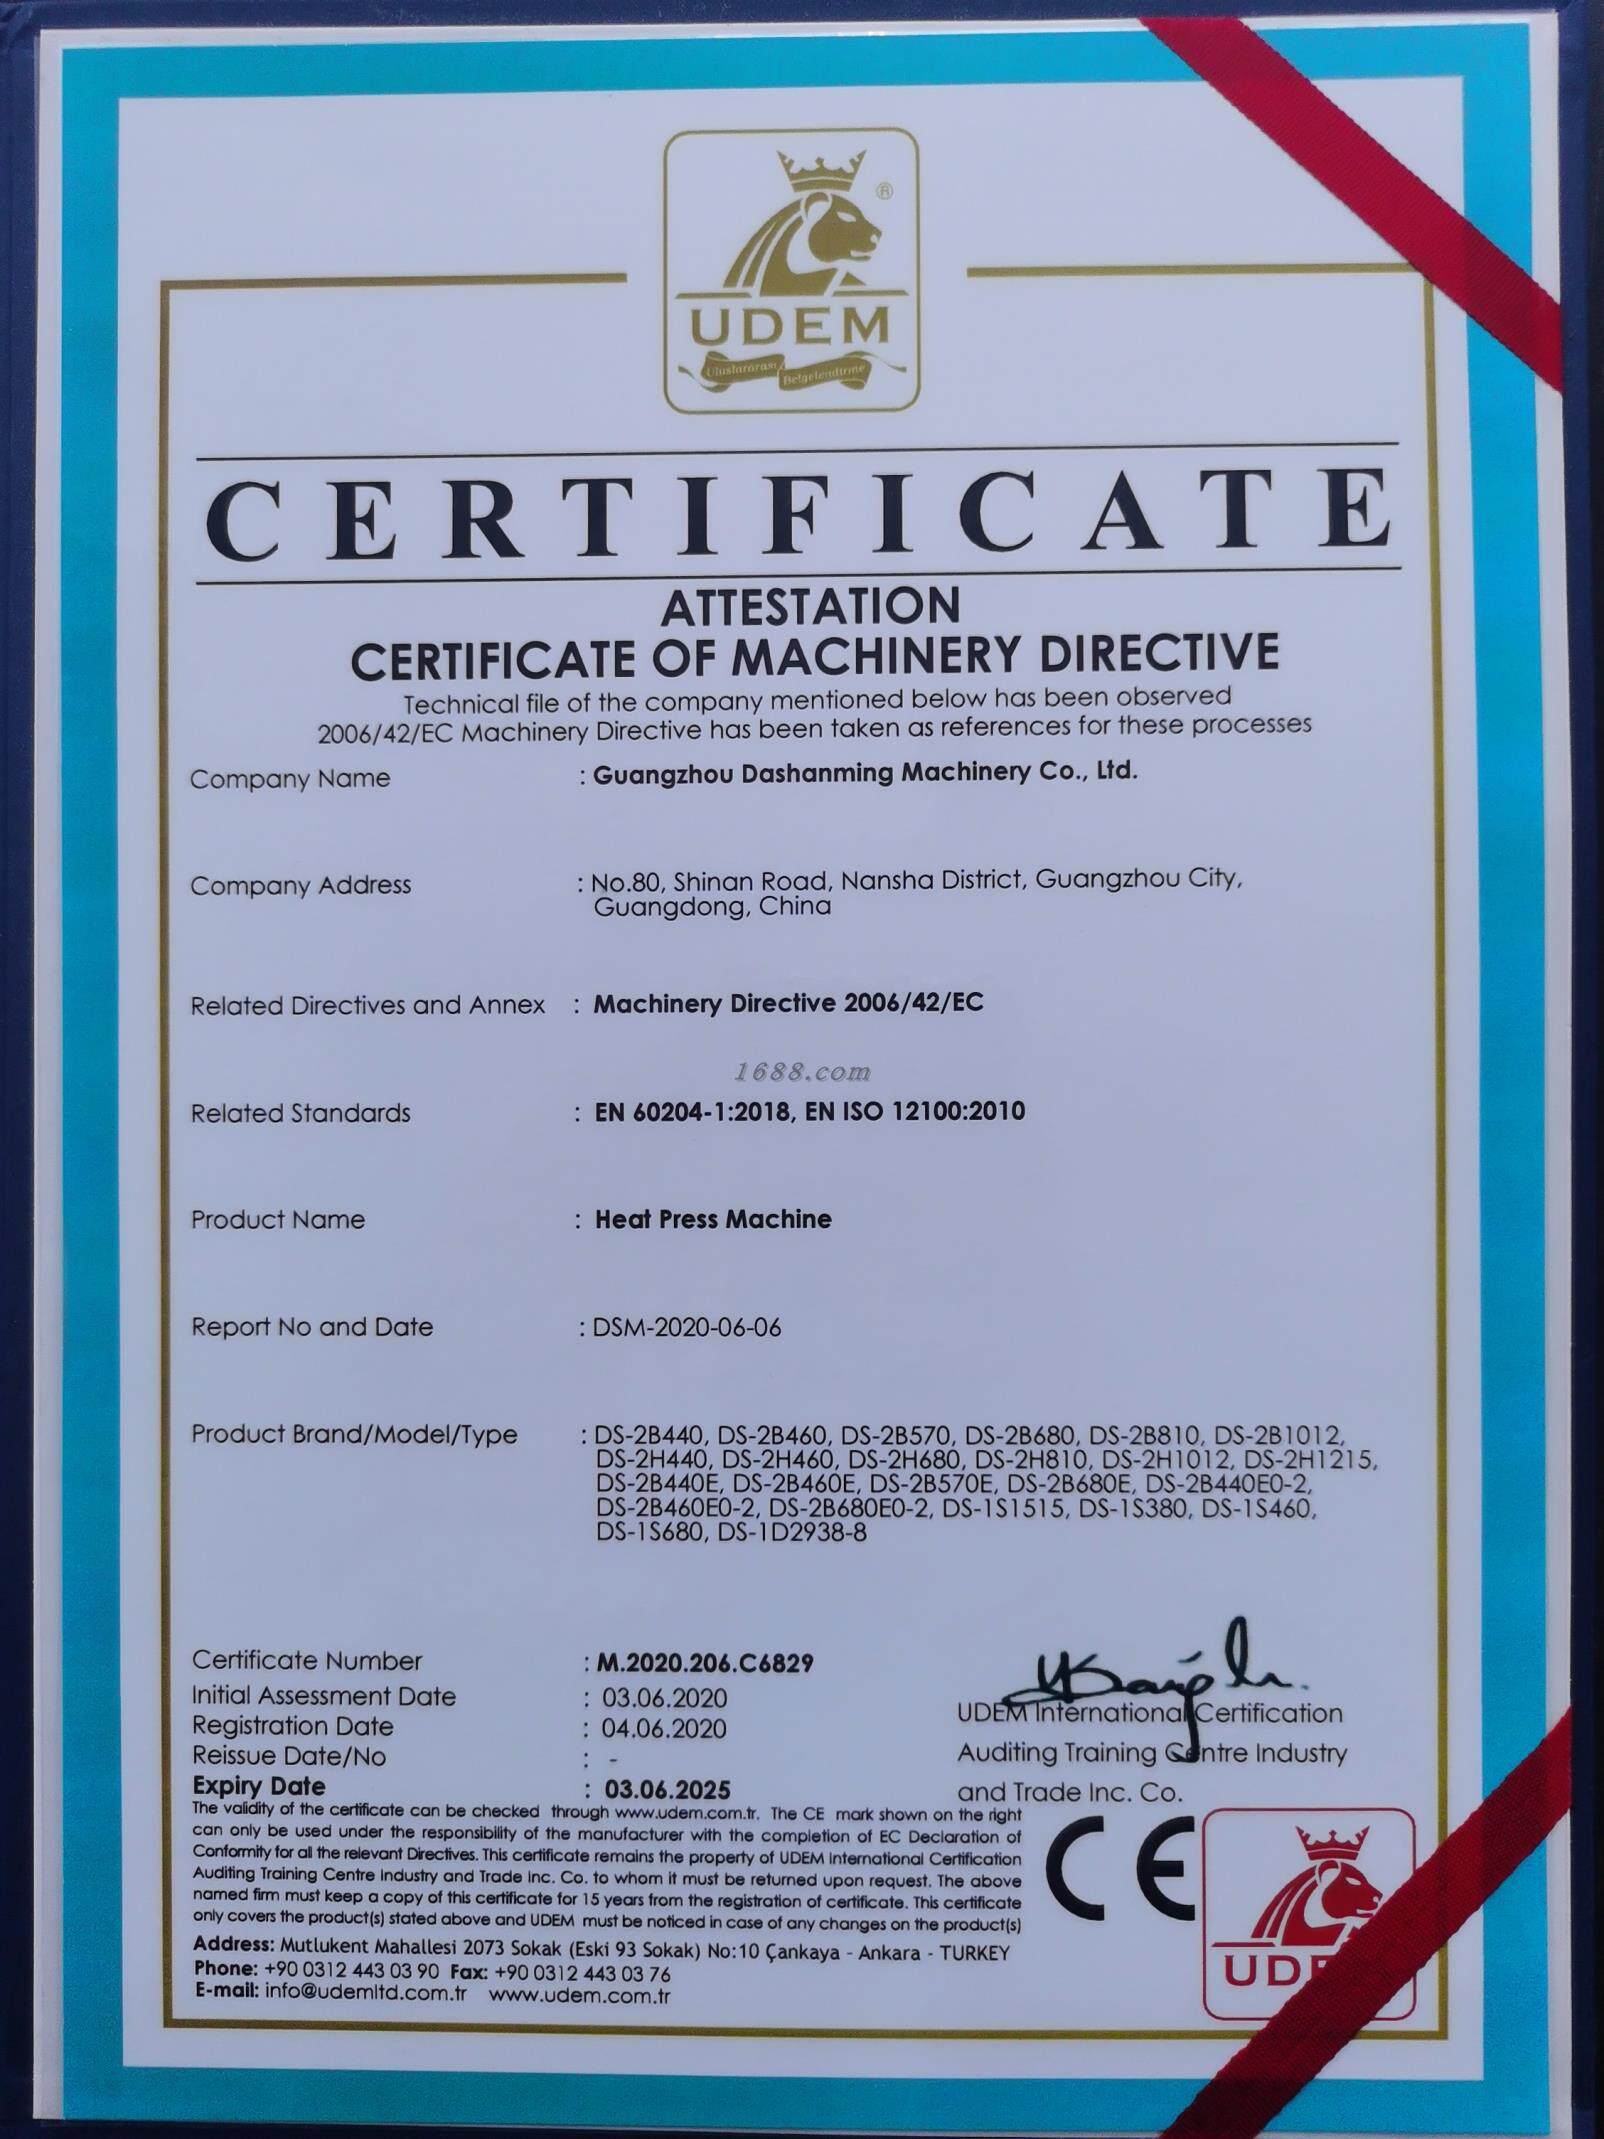 ®
UDEM
Uluslararası Belgelendirme
CERTIFICATE
ATTESTATION
CERTIFICATE OF MACHINERY DIRECTIVE
Technical file of the company mentioned below has been observed
2006/42/EC Machinery Directive has been taken as references for these processes
Company Name : Guangzhou Dashanming Machinery Co., Ltd.
Company Address : No.80, Shinan Road, Nansha District, Guangzhou City,
Guangdong, China
Related Directives and Annex : Machinery Directive 2006/42/EC
1688.com
Related Standards : EN 60204-1:2018, EN ISO 12100:2010
Product Name : Heat Press Machine
Report No and Date : DSM-2020-06-06
Product Brand/Model/Type : DS-2B440, DS-2B460, DS-2B570, DS-2B680, DS-2B810, DS-2B1012,
DS-2H440, DS-2H460, DS-2H680, DS-2H810, DS-2H1012, DS-2H1215,
DS-2B440E, DS-2B460E, DS-2B570E, DS-2B680E, DS-2B440E0-2,
DS-2B460E0-2, DS-2B680E0-2, DS-1S1515, DS-1S380, DS-1S460,
DS-1S680, DS-1D2938-8
Certificate Number : M.2020.206.C6829
Initial Assessment Date : 03.06.2020
Registration Date : 04.06.2020
Reissue Date/No : -
Expiry Date : 03.06.2025
UDEM International Certification
Auditing Training Centre Industry
and Trade Inc. Co.
The validity of the certificate can be checked through www.udem.com.tr. The CE mark shown on the right
can only be used under the responsibility of the manufacturer with the completion of EC Declaration of
Conformity for all the relevant Directives. This certificate remains the property of UDEM International Certification
Auditing Training Centre Industry and Trade Inc. Co. to whom it must be returned upon request. The above
named firm must keep a copy of this certificate for 15 years from the registration of certificate. This certificate
only covers the product(s) stated above and UDEM must be noticed in case of any changes on the product(s)
Address: Mutlukent Mahallesi 2073 Sokak (Eski 93 Sokak) No:10 Çankaya - Ankara - TURKEY
Phone: +90 0312 443 03 90 Fax: +90 0312 443 03 76
E-mail: info@udemltd.com.tr www.udem.com.tr
CE